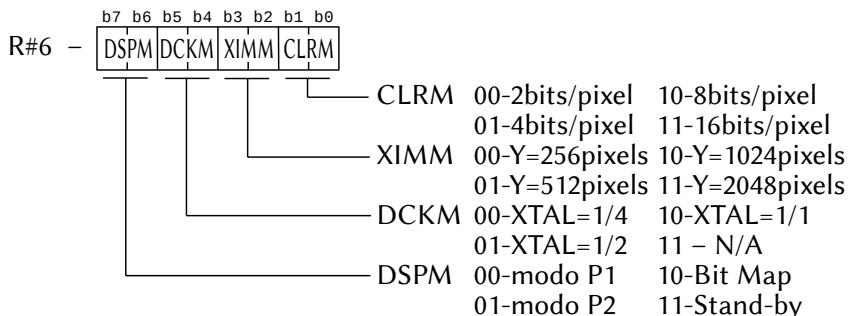 b7 b6 b5 b4 b3 b2 b1 b0
R#6 – DSPM DCKM XIMM CLRM
CLRM 00-2bits/pixel 10-8bits/pixel
01-4bits/pixel 11-16bits/pixel
XIMM 00-Y=256pixels 10-Y=1024pixels
01-Y=512pixels 11-Y=2048pixels
DCKM 00-XTAL=1/4 10-XTAL=1/1
01-XTAL=1/2 11 – N/A
DSPM 00-modo P1 10-Bit Map
01-modo P2 11-Stand-by